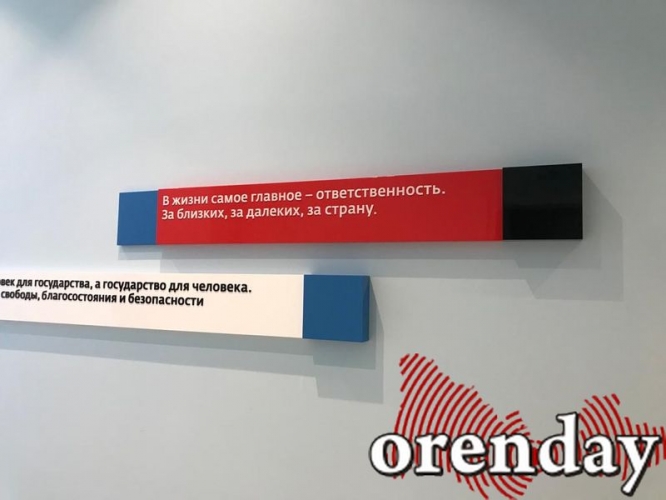 В жизни самое главное – ответственность.
За близких, за далеких, за страну.
для государства, а государство для человека.
свободы, благосостояния и безопасности
orenday